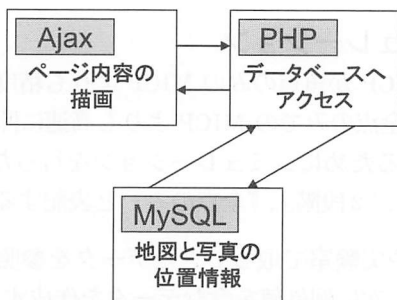 Ajax
ページ内容の
描画
PHP
データベースへ
アクセス
MySQL
地図と写真の
位置情報